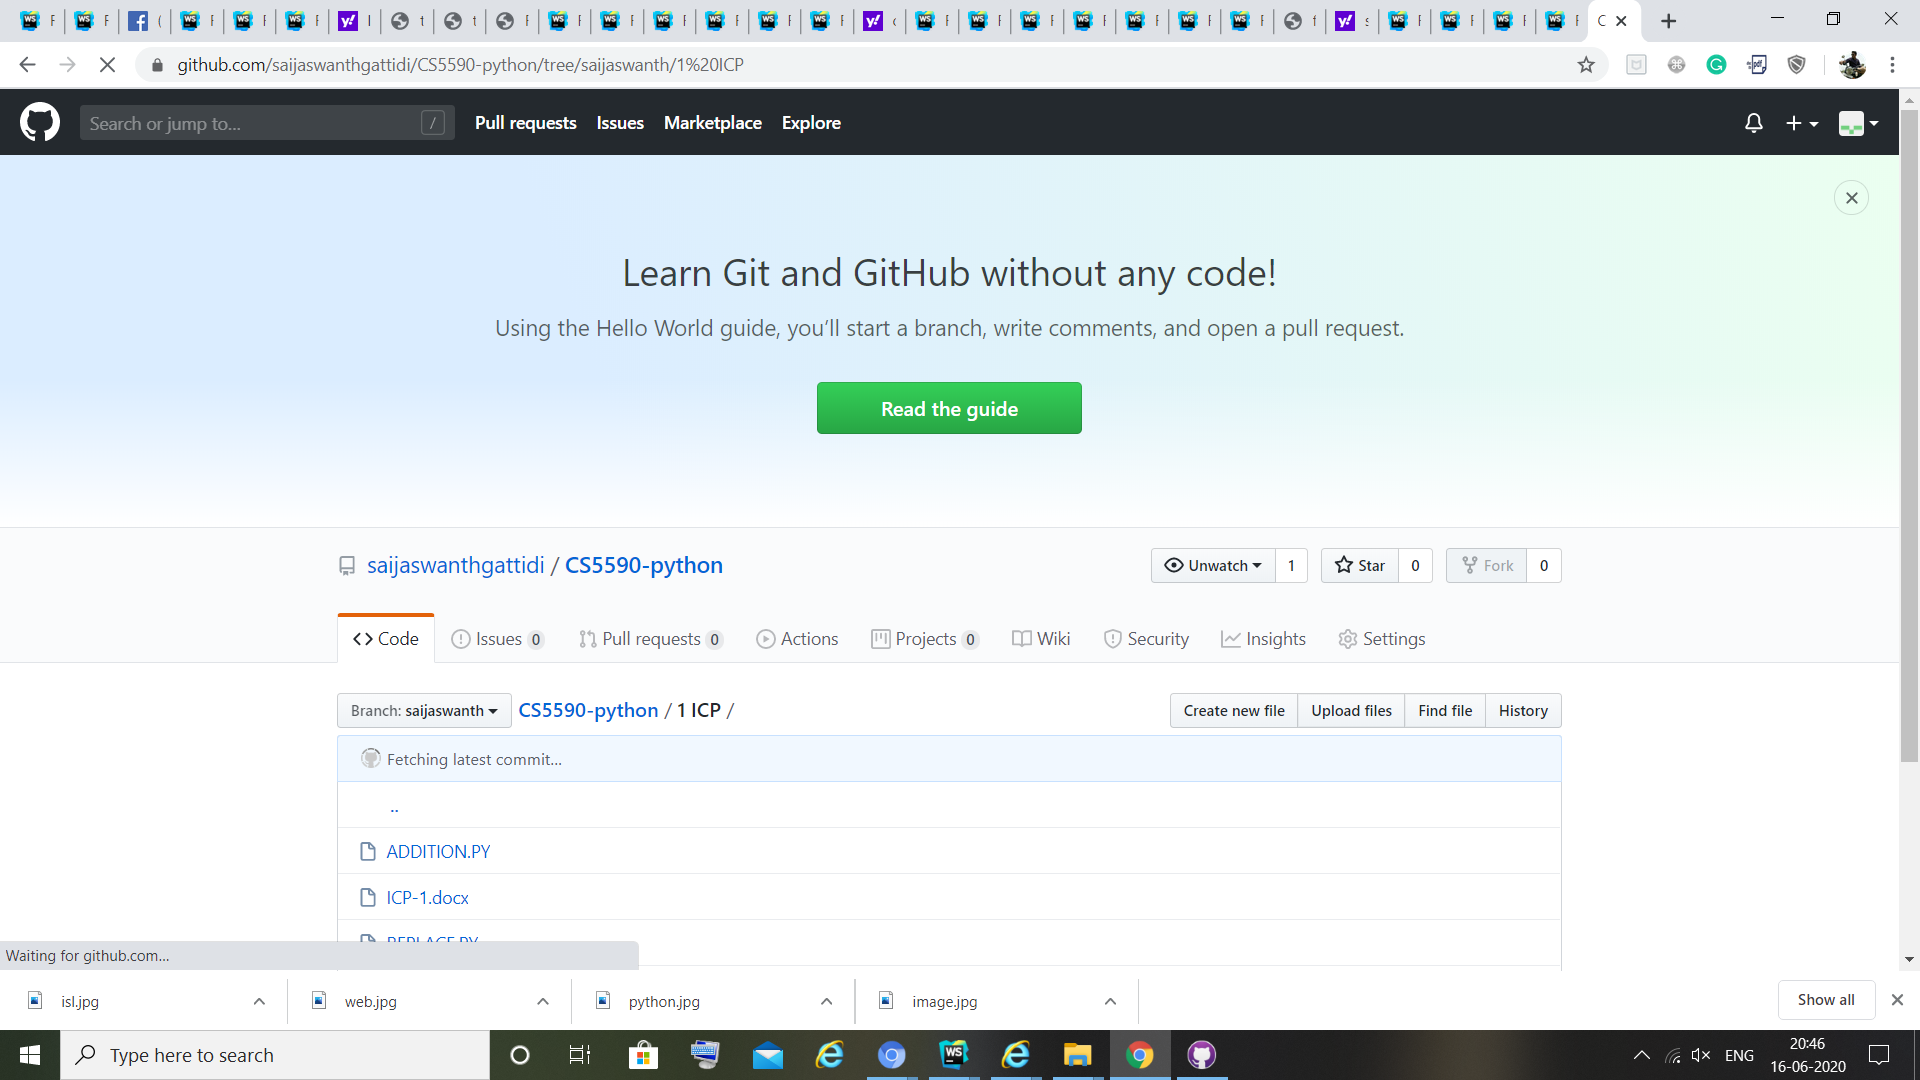 github.com/saijaswanthgattidi/CS5590-python/tree/saijaswanth/1%20ICP
Search or jump to... /
Pull requests Issues Marketplace Explore
Learn Git and GitHub without any code!
Using the Hello World guide, you’ll start a branch, write comments, and open a pull request.
Read the guide
saijaswanthgattidi / CS5590-python
Unwatch 1 Star 0 Fork 0
Code Issues 0 Pull requests 0 Actions Projects 0 Wiki Security Insights Settings
Branch: saijaswanth CS5590-python / 1 ICP / Create new file Upload files Find file History
Fetching latest commit...
..
ADDITION.PY
ICP-1.docx
REPLACE.PY
Waiting for github.com...
isl.jpg web.jpg python.jpg image.jpg Show all
Type here to search ENG 20:46
16-06-2020